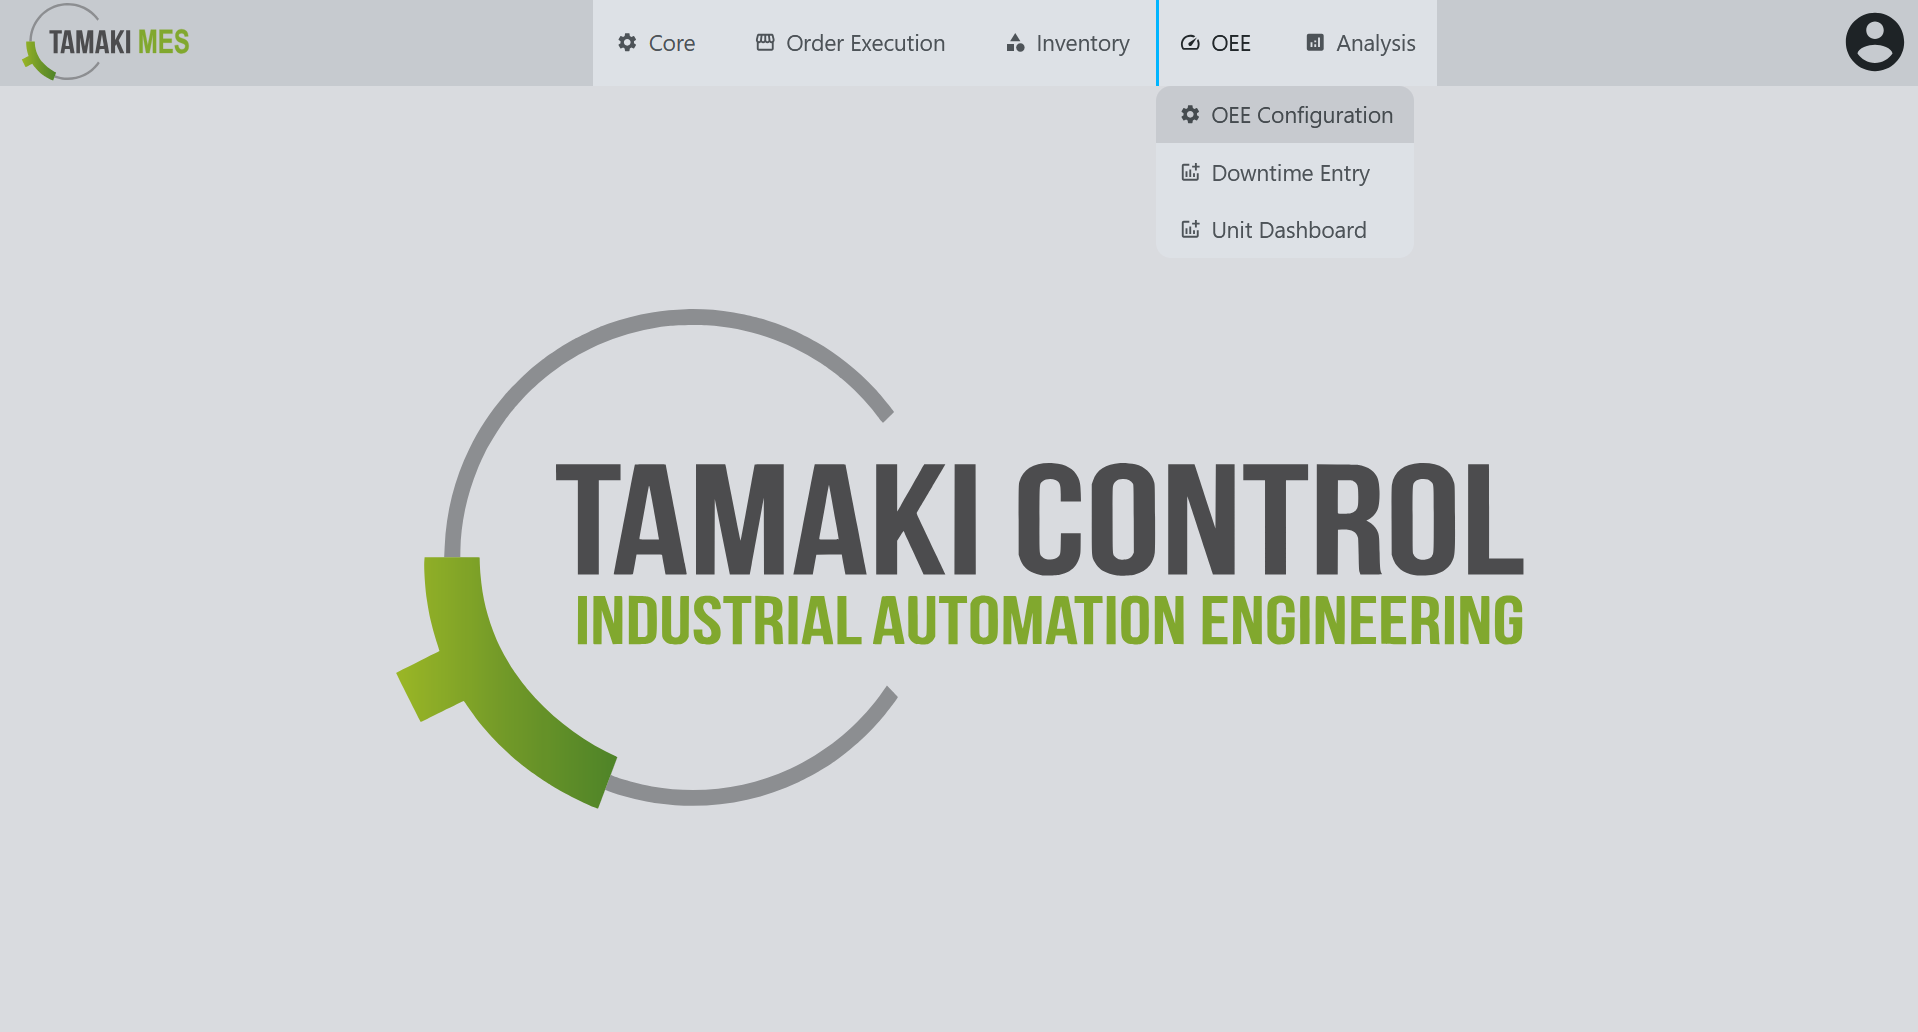 TAMAKI MES
Core
Order Execution
Inventory
OEE
Analysis
OEE Configuration
Downtime Entry
Unit Dashboard
TAMAKI CONTROL
INDUSTRIAL AUTOMATION ENGINEERING